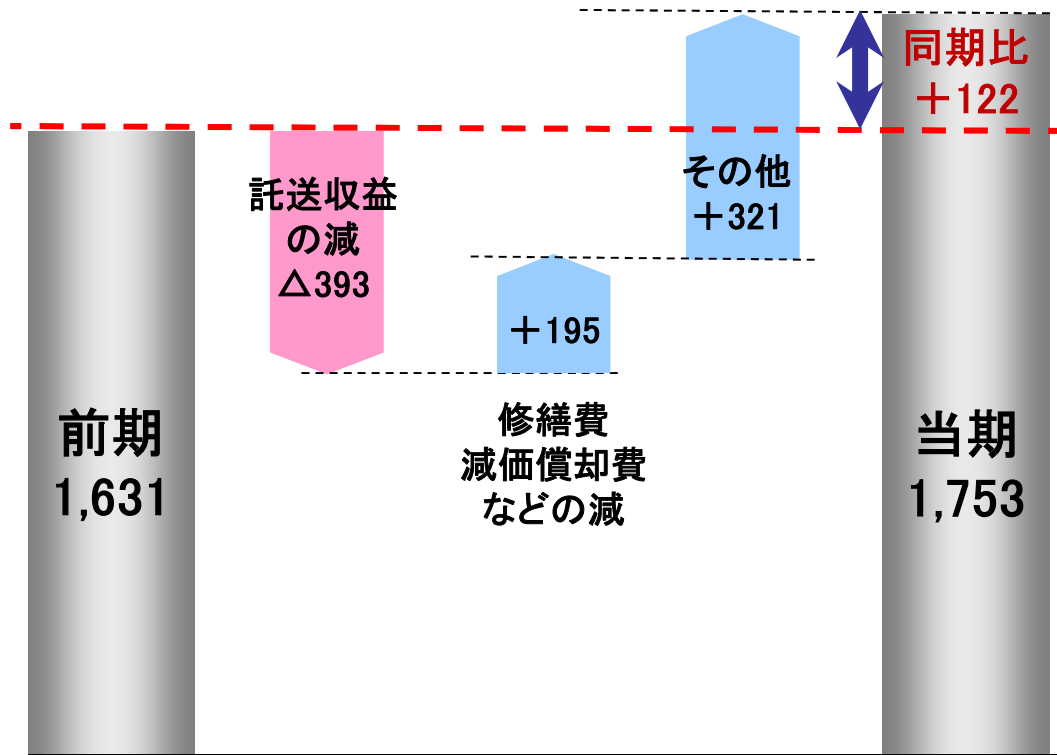 同期比
＋122
その他
＋321
託送収益
の減
△393
＋195
前期
1,631
修繕費
減価償却費
などの減
当期
1,753